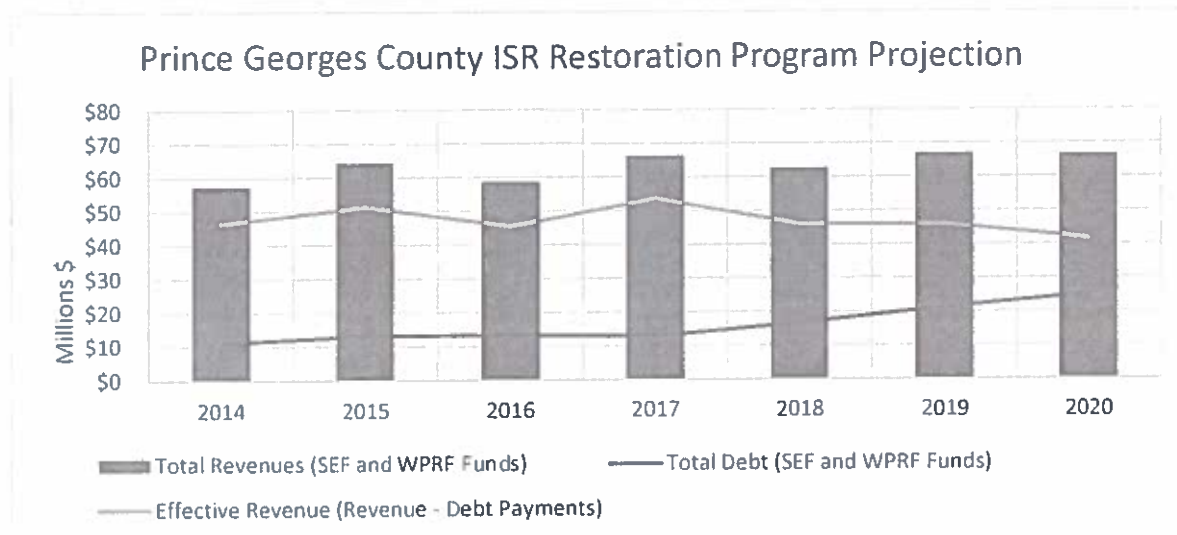 Prince Georges County ISR Restoration Program Projection
$80
$70
$60
$50
$40
$30
$20
$10
$0
Millions $
2014 2015 2016 2017 2018 2019 2020
Total Revenues (SEF and WPRF Funds) Total Debt (SEF and WPRF Funds)
Effective Revenue (Revenue - Debt Payments)